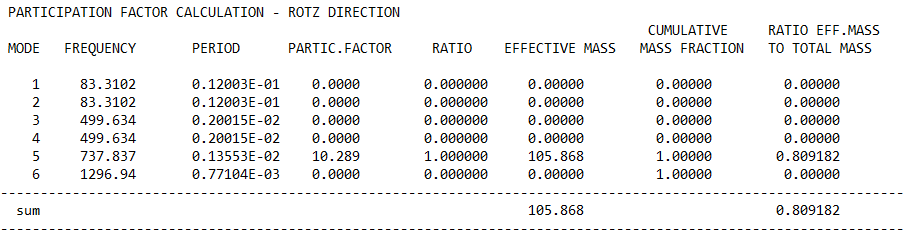 PARTICIPATION FACTOR CALCULATION - ROTZ DIRECTION
CUMULATIVE RATIO EFF.MASS
MODE FREQUENCY PERIOD PARTIC.FACTOR RATIO EFFECTIVE MASS MASS FRACTION TO TOTAL MASS
1 83.3102 0.12003E-01 0.0000 0.000000 0.00000 0.00000 0.00000
2 83.3102 0.12003E-01 0.0000 0.000000 0.00000 0.00000 0.00000
3 499.634 0.20015E-02 0.0000 0.000000 0.00000 0.00000 0.00000
4 499.634 0.20015E-02 0.0000 0.000000 0.00000 0.00000 0.00000
5 737.837 0.13553E-02 10.289 1.000000 105.868 1.00000 0.809182
6 1296.94 0.77104E-03 0.0000 0.000000 0.00000 1.00000 0.00000
sum 105.868 0.809182